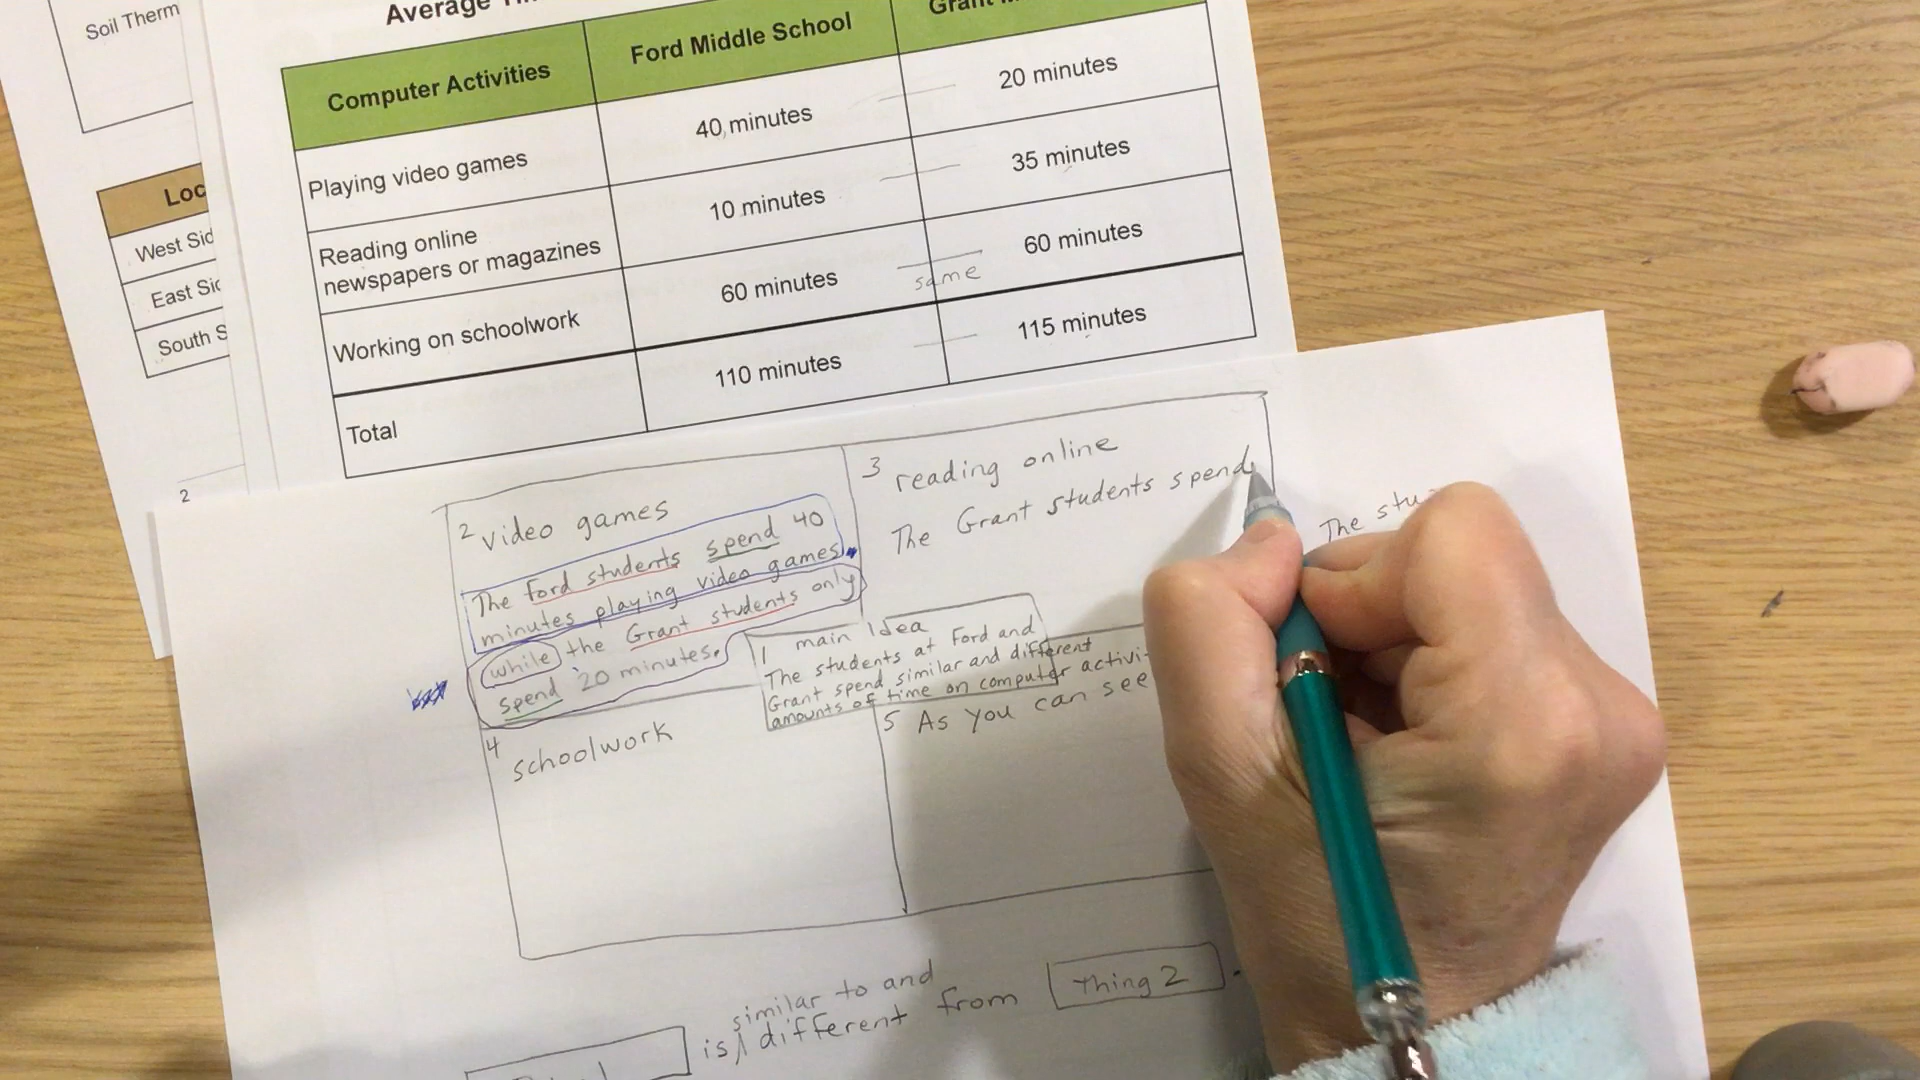 Soil Therm
Loc
West Sid
East Sid
South S
2
Average
Computer Activities
Ford Middle School
Grant
Playing video games
40 minutes
20 minutes
Reading online
newspapers or magazines
10 minutes
35 minutes
Working on schoolwork
60 minutes
same
60 minutes
Total
110 minutes
115 minutes
2 video games
The Ford students spend 40
minutes playing video games.
while the Grant students only
spend 20 minutes.
3 reading online
The Grant students spend
The stu
1 main Idea
The students at Ford and
Grant spend similar and different
amounts of time on computer activi
4 schoolwork
5 As you can see
similar to and
is different from Thing 2.